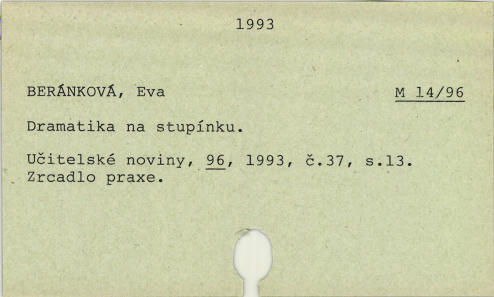 1993
BERÁNKOVÁ, Eva M 14/96
Dramatika na stupínku.
Učitelské noviny, 96, 1993, č.37, s.13.
Zrcadlo praxe.